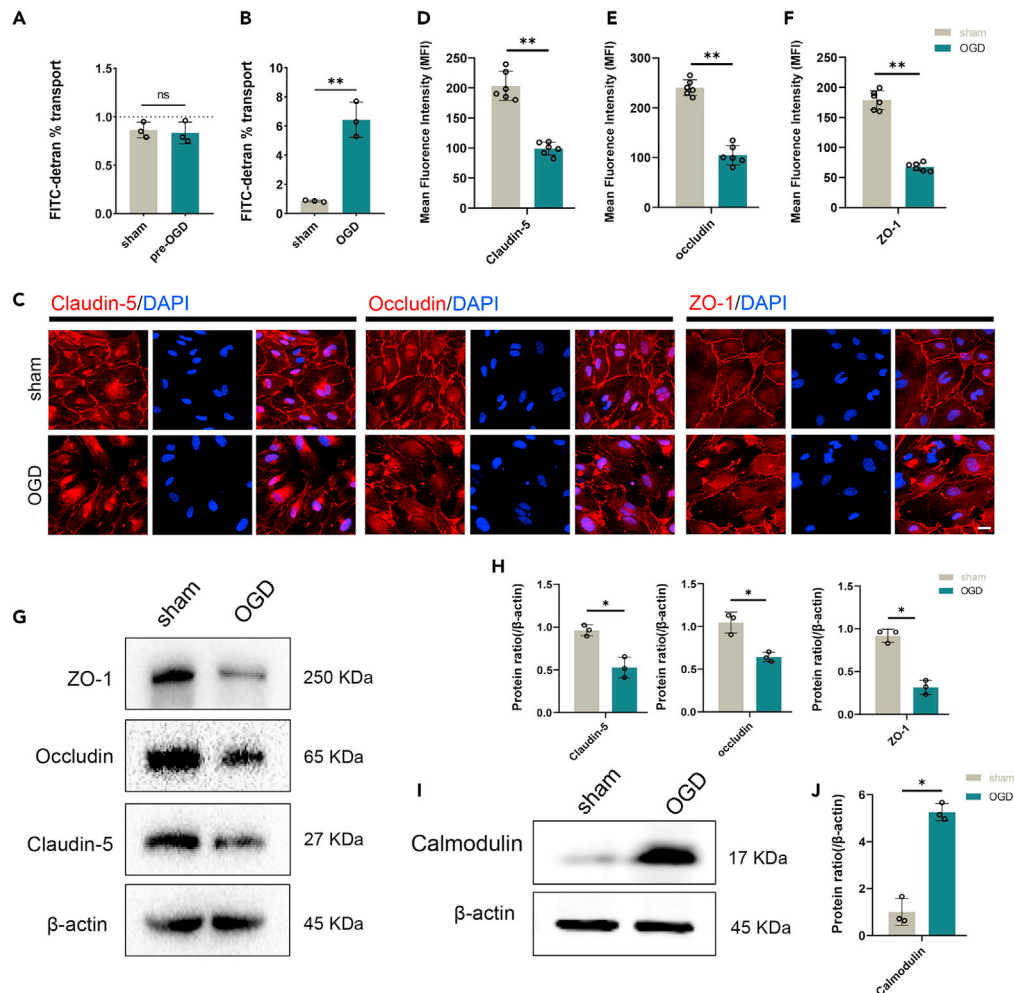 A
FITC-detran % transport
1.5
1.0
0.5
0.0
ns
sham
pre-OGD
B
FITC-detran % transport
10
8
6
4
2
0
**
sham
OGD
D
Mean Fluorence Intensity (MFI)
250
200
150
100
50
0
**
Claudin-5
E
Mean Fluorence Intensity (MFI)
300
200
100
0
**
occludin
F
Mean Fluorence Intensity (MFI)
250
200
150
100
50
0
**
ZO-1
sham
OGD
C
Claudin-5/DAPI
Occludin/DAPI
ZO-1/DAPI
sham
OGD
G
sham
OGD
ZO-1
250 KDa
Occludin
65 KDa
Claudin-5
27 KDa
β-actin
45 KDa
H
Protein ratio(/β-actin)
1.5
1.0
0.5
0.0
*
Claudin-5
Protein ratio(/β-actin)
1.5
1.0
0.5
0.0
*
occludin
Protein ratio(/β-actin)
1.5
1.0
0.5
0.0
*
ZO-1
sham
OGD
I
sham
OGD
Calmodulin
17 KDa
β-actin
45 KDa
J
Protein ratio(/β-actin)
6
4
2
0
*
Calmodulin
sham
OGD